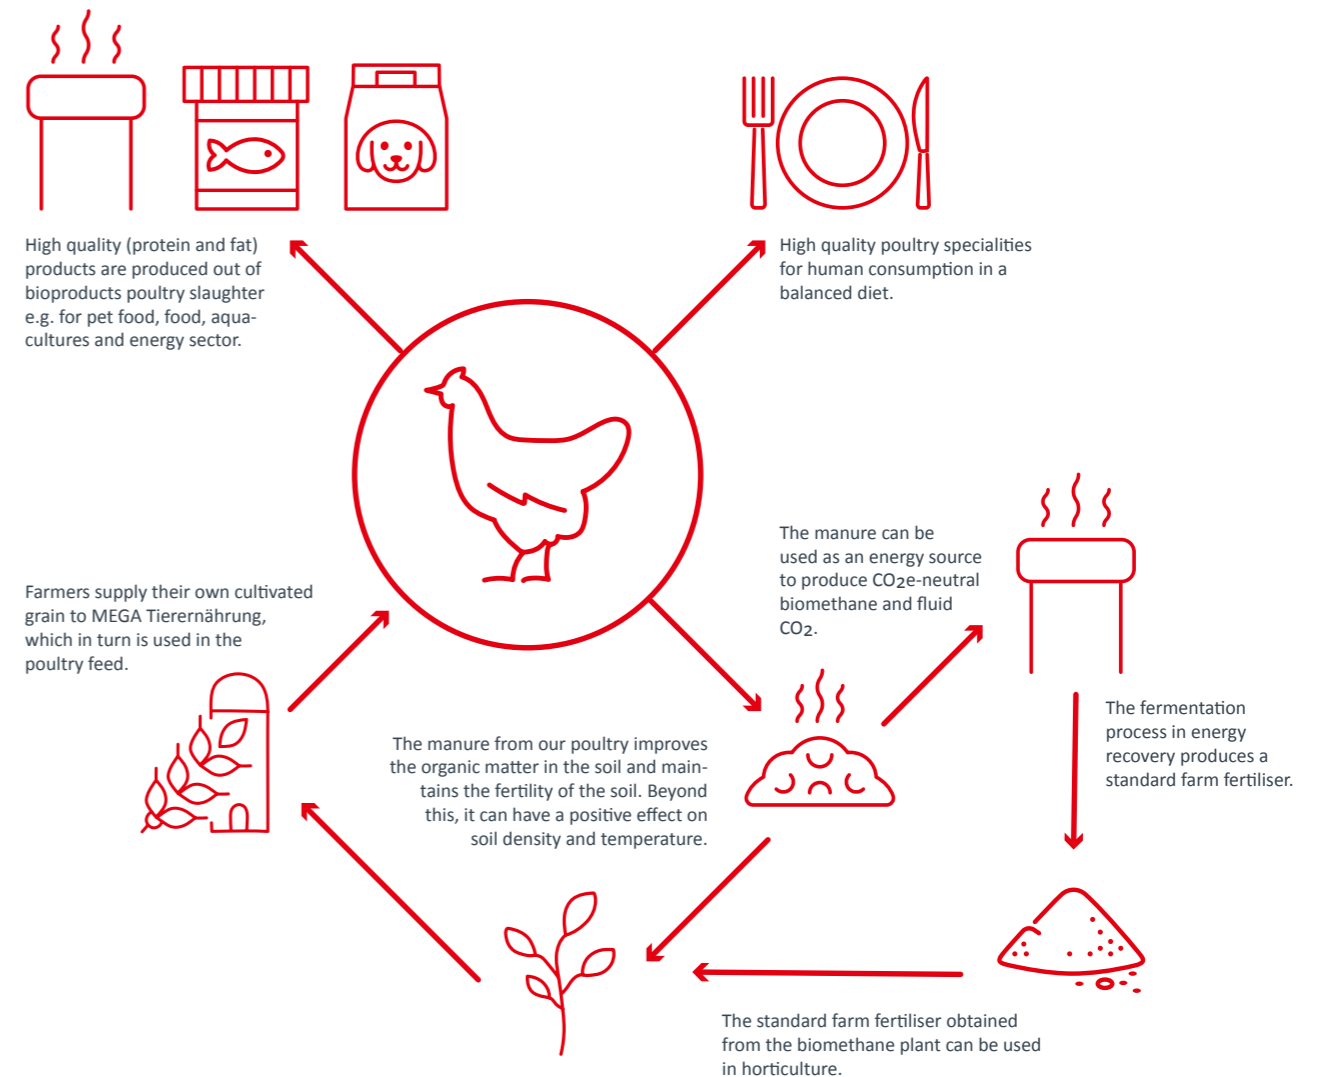 High quality (protein and fat)
products are produced out of
bioproducts poultry slaughter
e.g. for pet food, food, aqua-
cultures and energy sector.
High quality poultry specialities
for human consumption in a
balanced diet.
The manure can be
used as an energy source
to produce CO2e-neutral
biomethane and fluid
CO2.
Farmers supply their own cultivated
grain to MEGA Tierernährung,
which in turn is used in the
poultry feed.
The fermentation
process in energy
recovery produces a
standard farm fertiliser.
The manure from our poultry improves
the organic matter in the soil and main-
tains the fertility of the soil. Beyond
this, it can have a positive effect on
soil density and temperature.
The standard farm fertiliser obtained
from the biomethane plant can be used
in horticulture.